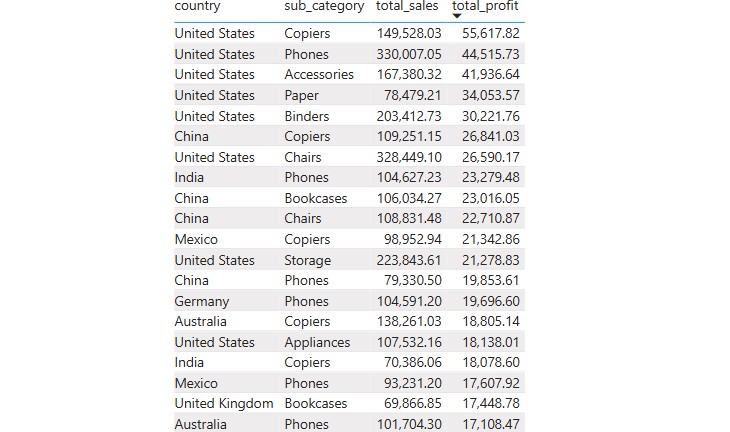 country sub_category total_sales total_profit
United States Copiers 149,528.03 55,617.82
United States Phones 330,007.05 44,515.73
United States Accessories 167,380.32 41,936.64
United States Paper 78,479.21 34,053.57
United States Binders 203,412.73 30,221.76
China Copiers 109,251.15 26,841.03
United States Chairs 328,449.10 26,590.17
India Phones 104,627.23 23,279.48
China Bookcases 106,034.27 23,016.05
China Chairs 108,831.48 22,710.87
Mexico Copiers 98,952.94 21,342.86
United States Storage 223,843.61 21,278.83
China Phones 79,330.50 19,853.61
Germany Phones 104,591.20 19,696.60
Australia Copiers 138,261.03 18,805.14
United States Appliances 107,532.16 18,138.01
India Copiers 70,386.06 18,078.60
Mexico Phones 93,231.20 17,607.92
United Kingdom Bookcases 69,866.85 17,448.78
Australia Phones 101,704.30 17,108.47